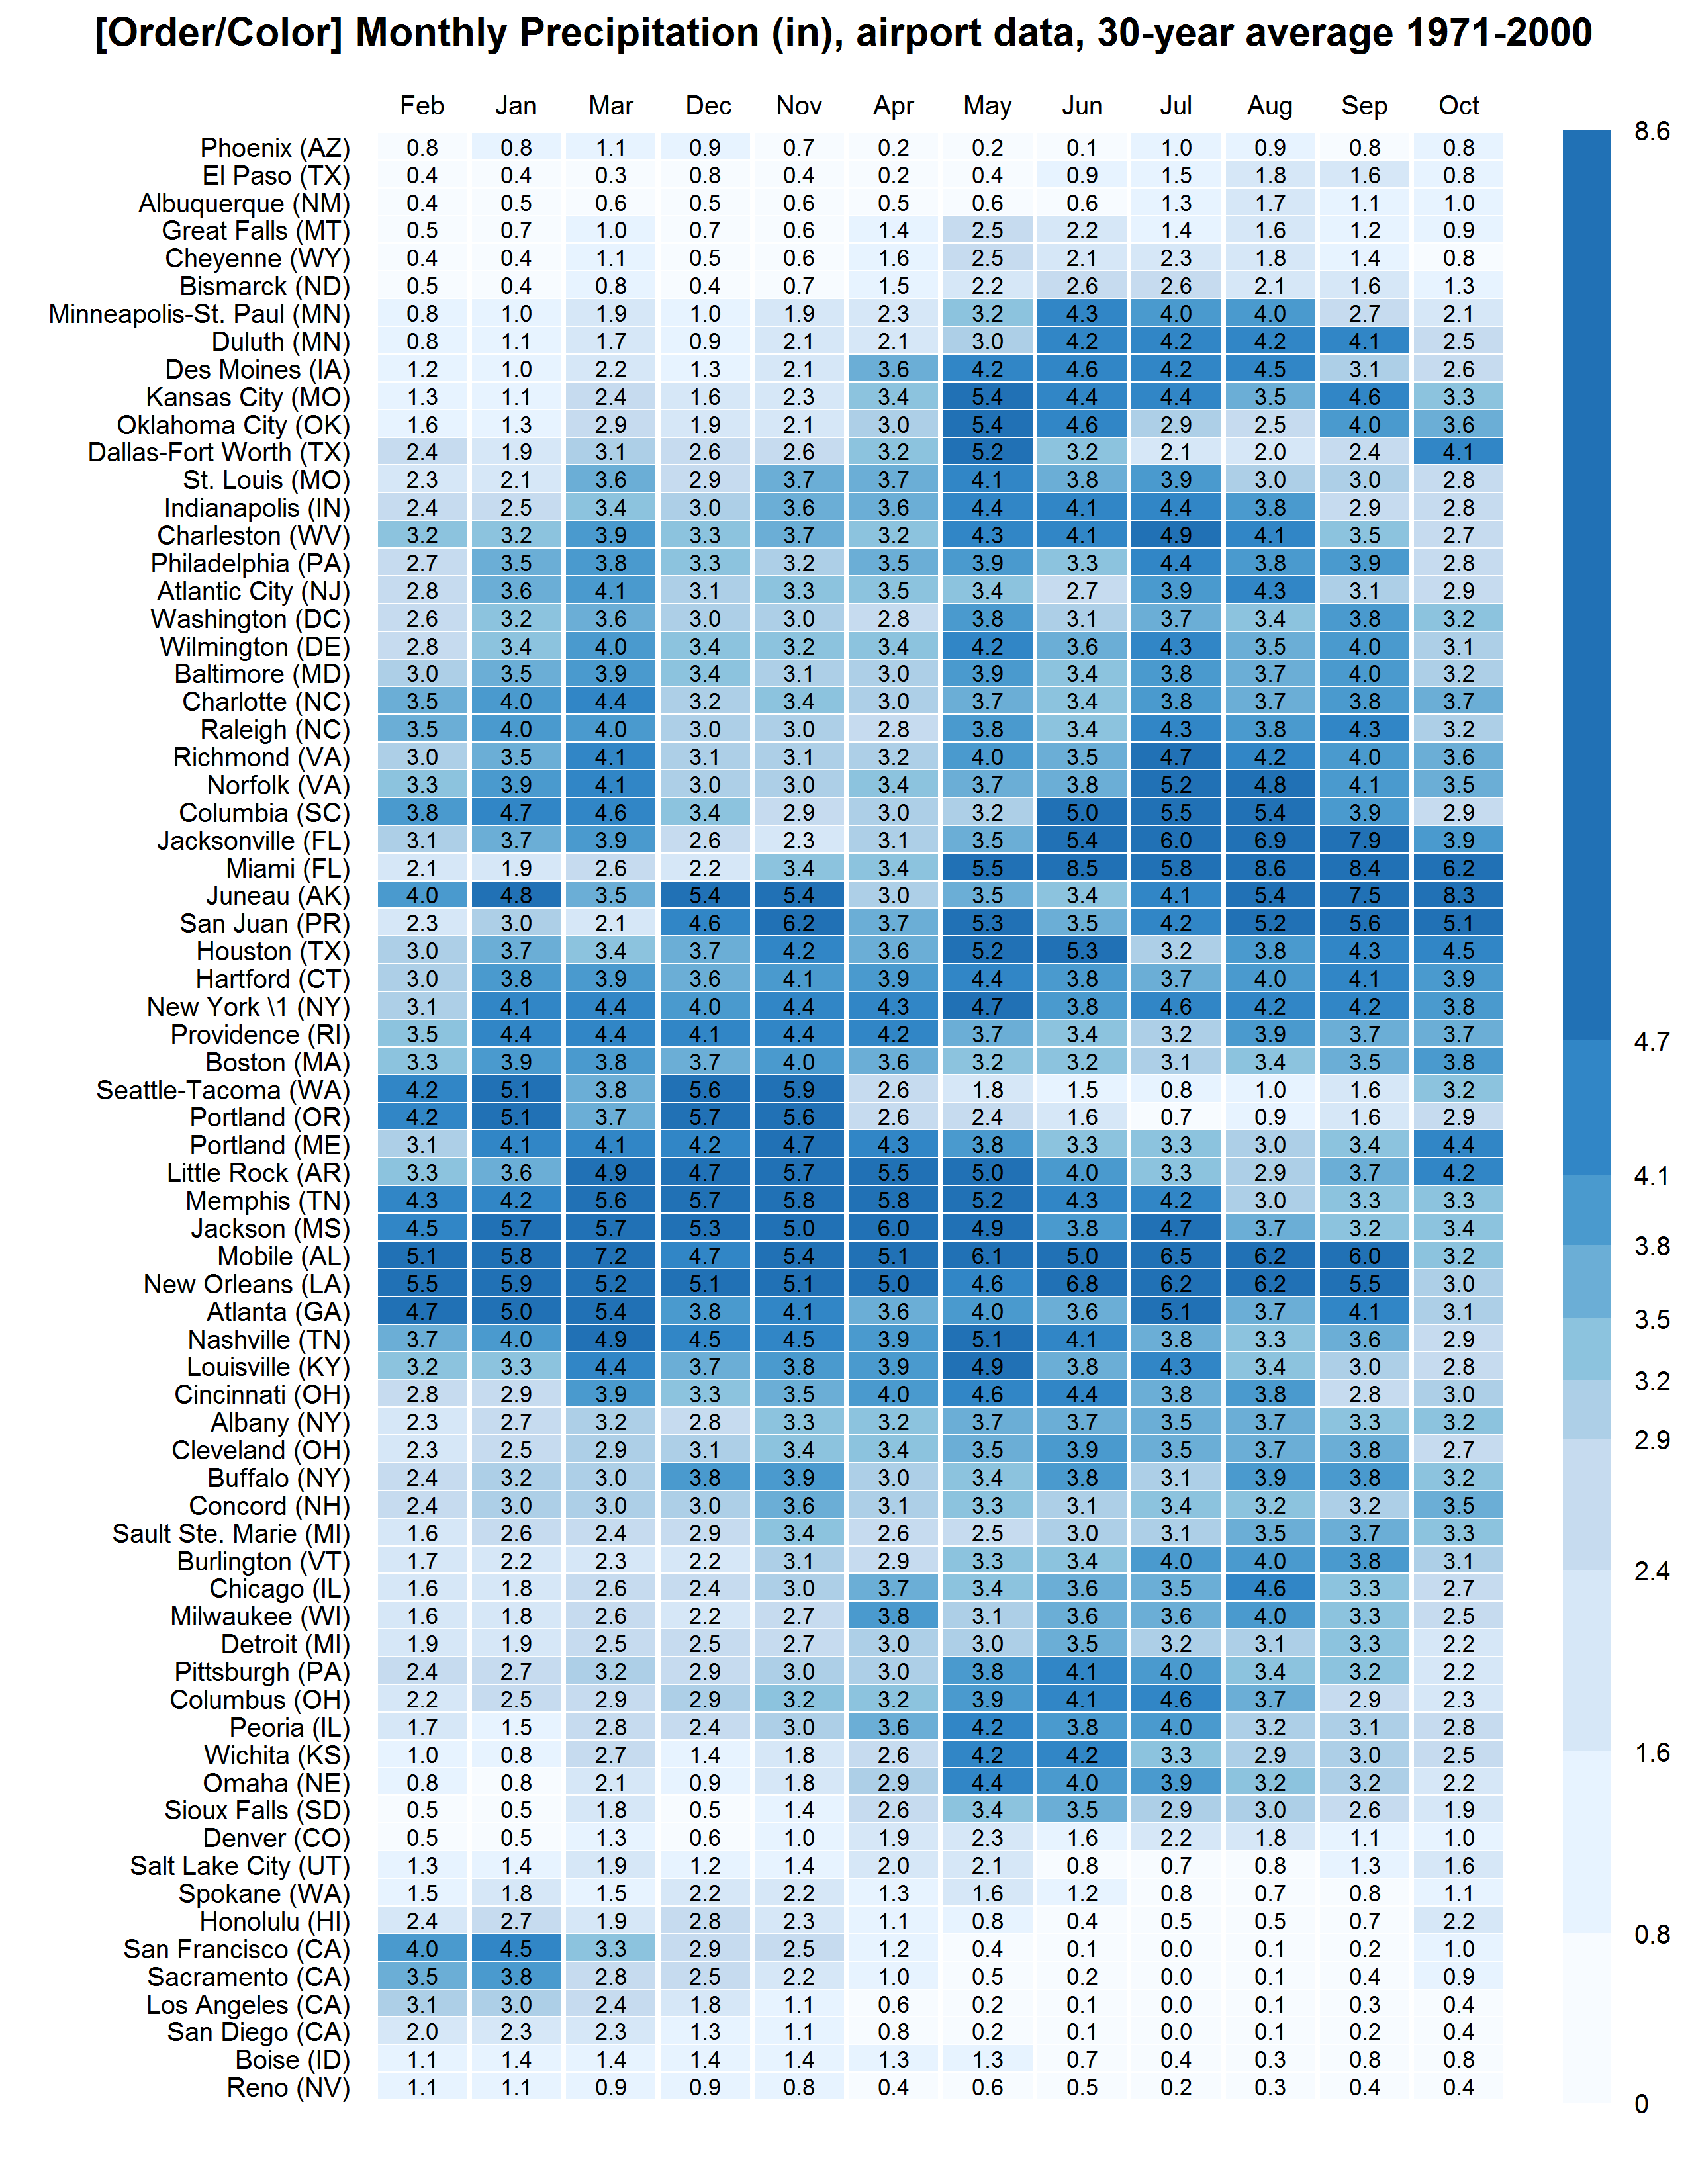 [Order/Color] Monthly Precipitation (in), airport data, 30-year average 1971-2000
Feb Jan Mar Dec Nov Apr May Jun Jul Aug Sep Oct
Phoenix (AZ) 0.8 0.8 1.1 0.9 0.7 0.2 0.2 0.1 1.0 0.9 0.8 0.8
El Paso (TX) 0.4 0.4 0.3 0.8 0.4 0.2 0.4 0.9 1.5 1.8 1.6 0.8
Albuquerque (NM) 0.4 0.5 0.6 0.5 0.6 0.5 0.6 0.6 1.3 1.7 1.1 1.0
Great Falls (MT) 0.5 0.7 1.0 0.7 0.6 1.4 2.5 2.2 1.4 1.6 1.2 0.9
Cheyenne (WY) 0.4 0.4 1.1 0.5 0.6 1.6 2.5 2.1 2.3 1.8 1.4 0.8
Bismarck (ND) 0.5 0.4 0.8 0.4 0.7 1.5 2.2 2.6 2.6 2.1 1.6 1.3
Minneapolis-St. Paul (MN) 0.8 1.0 1.9 1.0 1.9 2.3 3.2 4.3 4.0 4.0 2.7 2.1
Duluth (MN) 0.8 1.1 1.7 0.9 2.1 2.1 3.0 4.2 4.2 4.2 4.1 2.5
Des Moines (IA) 1.2 1.0 2.2 1.3 2.1 3.6 4.2 4.6 4.2 4.5 3.1 2.6
Kansas City (MO) 1.3 1.1 2.4 1.6 2.3 3.4 5.4 4.4 4.4 3.5 4.6 3.3
Oklahoma City (OK) 1.6 1.3 2.9 1.9 2.1 3.0 5.4 4.6 2.9 2.5 4.0 3.6
Dallas-Fort Worth (TX) 2.4 1.9 3.1 2.6 2.6 3.2 5.2 3.2 2.1 2.0 2.4 4.1
St. Louis (MO) 2.3 2.1 3.6 2.9 3.7 3.7 4.1 3.8 3.9 3.0 3.0 2.8
Indianapolis (IN) 2.4 2.5 3.4 3.0 3.6 3.6 4.4 4.1 4.4 3.8 2.9 2.8
Charleston (WV) 3.2 3.2 3.9 3.3 3.7 3.2 4.3 4.1 4.9 4.1 3.5 2.7
Philadelphia (PA) 2.7 3.5 3.8 3.3 3.2 3.5 3.9 3.3 4.4 3.8 3.9 2.8
Atlantic City (NJ) 2.8 3.6 4.1 3.1 3.3 3.5 3.4 2.7 3.9 4.3 3.1 2.9
Washington (DC) 2.6 3.2 3.6 3.0 3.0 2.8 3.8 3.1 3.7 3.4 3.8 3.2
Wilmington (DE) 2.8 3.4 4.0 3.4 3.2 3.4 4.2 3.6 4.3 3.5 4.0 3.1
Baltimore (MD) 3.0 3.5 3.9 3.4 3.1 3.0 3.9 3.4 3.8 3.7 4.0 3.2
Charlotte (NC) 3.5 4.0 4.4 3.2 3.4 3.0 3.7 3.4 3.8 3.7 3.8 3.7
Raleigh (NC) 3.5 4.0 4.0 3.0 3.0 2.8 3.8 3.4 4.3 3.8 4.3 3.2
Richmond (VA) 3.0 3.5 4.1 3.1 3.1 3.2 4.0 3.5 4.7 4.2 4.0 3.6
Norfolk (VA) 3.3 3.9 4.1 3.0 3.0 3.4 3.7 3.8 5.2 4.8 4.1 3.5
Columbia (SC) 3.8 4.7 4.6 3.4 2.9 3.0 3.2 5.0 5.5 5.4 3.9 2.9
Jacksonville (FL) 3.1 3.7 3.9 2.6 2.3 3.1 3.5 5.4 6.0 6.9 7.9 3.9
Miami (FL) 2.1 1.9 2.6 2.2 3.4 3.4 5.5 8.5 5.8 8.6 8.4 6.2
Juneau (AK) 4.0 4.8 3.5 5.4 5.4 3.0 3.5 3.4 4.1 5.4 7.5 8.3
San Juan (PR) 2.3 3.0 2.1 4.6 6.2 3.7 5.3 3.5 4.2 5.2 5.6 5.1
Houston (TX) 3.0 3.7 3.4 3.7 4.2 3.6 5.2 5.3 3.2 3.8 4.3 4.5
Hartford (CT) 3.0 3.8 3.9 3.6 4.1 3.9 4.4 3.8 3.7 4.0 4.1 3.9
New York \1 (NY) 3.1 4.1 4.4 4.0 4.4 4.3 4.7 3.8 4.6 4.2 4.2 3.8
Providence (RI) 3.5 4.4 4.4 4.1 4.4 4.2 3.7 3.4 3.2 3.9 3.7 3.7
Boston (MA) 3.3 3.9 3.8 3.7 4.0 3.6 3.2 3.2 3.1 3.4 3.5 3.8
Seattle-Tacoma (WA) 4.2 5.1 3.8 5.6 5.9 2.6 1.8 1.5 0.8 1.0 1.6 3.2
Portland (OR) 4.2 5.1 3.7 5.7 5.6 2.6 2.4 1.6 0.7 0.9 1.6 2.9
Portland (ME) 3.1 4.1 4.1 4.2 4.7 4.3 3.8 3.3 3.3 3.0 3.4 4.4
Little Rock (AR) 3.3 3.6 4.9 4.7 5.7 5.5 5.0 4.0 3.3 2.9 3.7 4.2
Memphis (TN) 4.3 4.2 5.6 5.7 5.8 5.8 5.2 4.3 4.2 3.0 3.3 3.3
Jackson (MS) 4.5 5.7 5.7 5.3 5.0 6.0 4.9 3.8 4.7 3.7 3.2 3.4
Mobile (AL) 5.1 5.8 7.2 4.7 5.4 5.1 6.1 5.0 6.5 6.2 6.0 3.2
New Orleans (LA) 5.5 5.9 5.2 5.1 5.1 5.0 4.6 6.8 6.2 6.2 5.5 3.0
Atlanta (GA) 4.7 5.0 5.4 3.8 4.1 3.6 4.0 3.6 5.1 3.7 4.1 3.1
Nashville (TN) 3.7 4.0 4.9 4.5 4.5 3.9 5.1 4.1 3.8 3.3 3.6 2.9
Louisville (KY) 3.2 3.3 4.4 3.7 3.8 3.9 4.9 3.8 4.3 3.4 3.0 2.8
Cincinnati (OH) 2.8 2.9 3.9 3.3 3.5 4.0 4.6 4.4 3.8 3.8 2.8 3.0
Albany (NY) 2.3 2.7 3.2 2.8 3.3 3.2 3.7 3.7 3.5 3.7 3.3 3.2
Cleveland (OH) 2.3 2.5 2.9 3.1 3.4 3.4 3.5 3.9 3.5 3.7 3.8 2.7
Buffalo (NY) 2.4 3.2 3.0 3.8 3.9 3.0 3.4 3.8 3.1 3.9 3.8 3.2
Concord (NH) 2.4 3.0 3.0 3.0 3.6 3.1 3.3 3.1 3.4 3.2 3.2 3.5
Sault Ste. Marie (MI) 1.6 2.6 2.4 2.9 3.4 2.6 2.5 3.0 3.1 3.5 3.7 3.3
Burlington (VT) 1.7 2.2 2.3 2.2 3.1 2.9 3.3 3.4 4.0 4.0 3.8 3.1
Chicago (IL) 1.6 1.8 2.6 2.4 3.0 3.7 3.4 3.6 3.5 4.6 3.3 2.7
Milwaukee (WI) 1.6 1.8 2.6 2.2 2.7 3.8 3.1 3.6 3.6 4.0 3.3 2.5
Detroit (MI) 1.9 1.9 2.5 2.5 2.7 3.0 3.0 3.5 3.2 3.1 3.3 2.2
Pittsburgh (PA) 2.4 2.7 3.2 2.9 3.0 3.0 3.8 4.1 4.0 3.4 3.2 2.2
Columbus (OH) 2.2 2.5 2.9 2.9 3.2 3.2 3.9 4.1 4.6 3.7 2.9 2.3
Peoria (IL) 1.7 1.5 2.8 2.4 3.0 3.6 4.2 3.8 4.0 3.2 3.1 2.8
Wichita (KS) 1.0 0.8 2.7 1.4 1.8 2.6 4.2 4.2 3.3 2.9 3.0 2.5
Omaha (NE) 0.8 0.8 2.1 0.9 1.8 2.9 4.4 4.0 3.9 3.2 3.2 2.2
Sioux Falls (SD) 0.5 0.5 1.8 0.5 1.4 2.6 3.4 3.5 2.9 3.0 2.6 1.9
Denver (CO) 0.5 0.5 1.3 0.6 1.0 1.9 2.3 1.6 2.2 1.8 1.1 1.0
Salt Lake City (UT) 1.3 1.4 1.9 1.2 1.4 2.0 2.1 0.8 0.7 0.8 1.3 1.6
Spokane (WA) 1.5 1.8 1.5 2.2 2.2 1.3 1.6 1.2 0.8 0.7 0.8 1.1
Honolulu (HI) 2.4 2.7 1.9 2.8 2.3 1.1 0.8 0.4 0.5 0.5 0.7 2.2
San Francisco (CA) 4.0 4.5 3.3 2.9 2.5 1.2 0.4 0.1 0.0 0.1 0.2 1.0
Sacramento (CA) 3.5 3.8 2.8 2.5 2.2 1.0 0.5 0.2 0.0 0.1 0.4 0.9
Los Angeles (CA) 3.1 3.0 2.4 1.8 1.1 0.6 0.2 0.1 0.0 0.1 0.3 0.4
San Diego (CA) 2.0 2.3 2.3 1.3 1.1 0.8 0.2 0.1 0.0 0.1 0.2 0.4
Boise (ID) 1.1 1.4 1.4 1.4 1.4 1.3 1.3 0.7 0.4 0.3 0.8 0.8
Reno (NV) 1.1 1.1 0.9 0.9 0.8 0.4 0.6 0.5 0.2 0.3 0.4 0.4
8.6
4.7
4.1
3.8
3.5
3.2
2.9
2.4
1.6
0.8
0